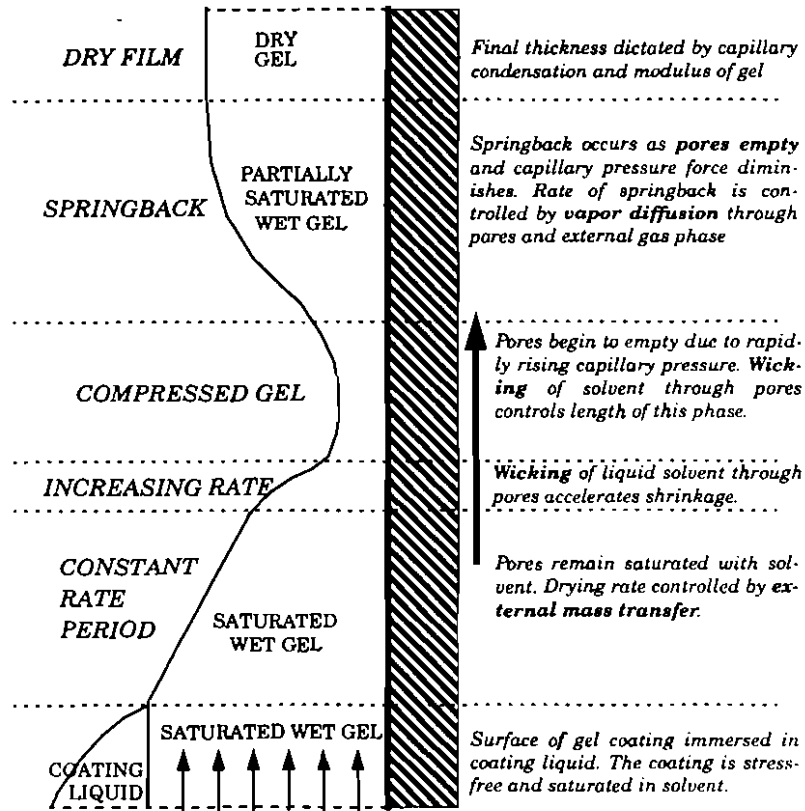 DRY FILM
DRY
GEL
Final thickness dictated by capillary
condensation and modulus of gel
SPRINGBACK
PARTIALLY
SATURATED
WET GEL
Springback occurs as pores empty
and capillary pressure force dimin-
ishes. Rate of springback is con-
trolled by vapor diffusion through
pores and external gas phase
COMPRESSED GEL
Pores begin to empty due to rapid-
ly rising capillary pressure. Wick-
ing of solvent through pores
controls length of this phase.
INCREASING RATE
Wicking of liquid solvent through
pores accelerates shrinkage.
CONSTANT
RATE
PERIOD
SATURATED
WET GEL
Pores remain saturated with sol-
vent. Drying rate controlled by ex-
ternal mass transfer.
COATING
LIQUID
SATURATED WET GEL
Surface of gel coating immersed in
coating liquid. The coating is stress-
free and saturated in solvent.